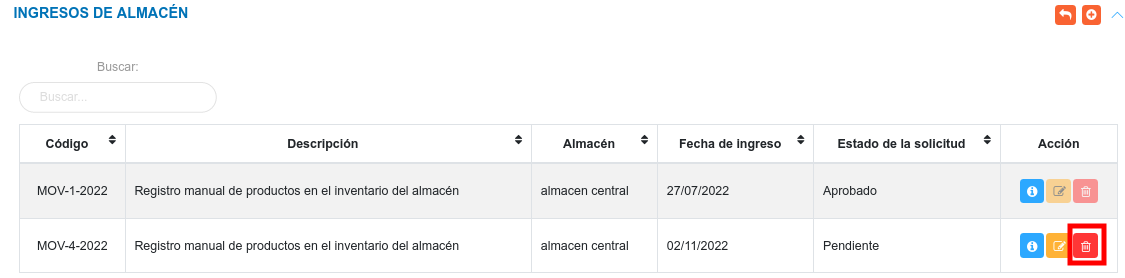 INGRESOS DE ALMACÉN
Buscar:
Buscar...
Código Descripción Almacén Fecha de ingreso Estado de la solicitud Acción
MOV-1-2022 Registro manual de productos en el inventario del almacén almacen central 27/07/2022 Aprobado
MOV-4-2022 Registro manual de productos en el inventario del almacén almacen central 02/11/2022 Pendiente